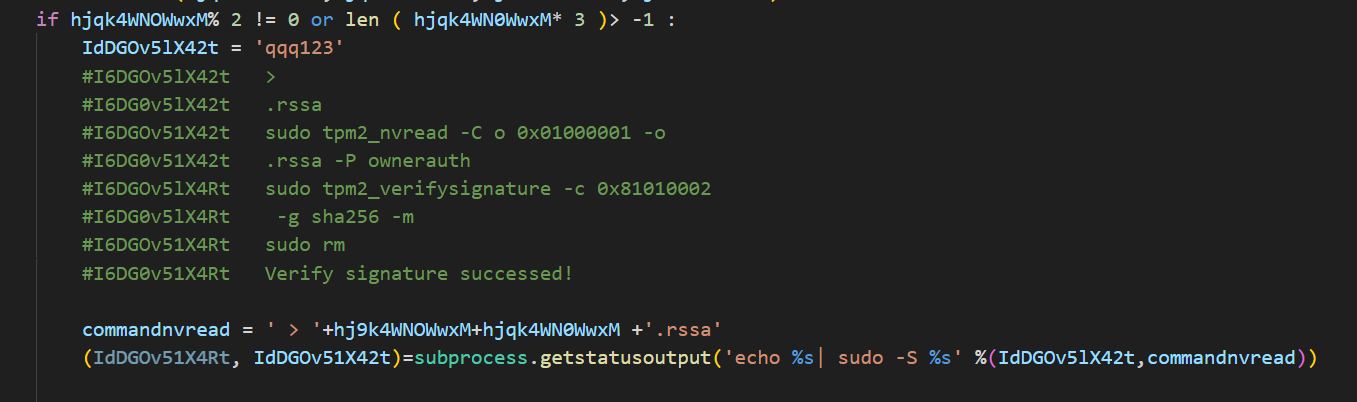 if hjqk4WNOWwxM% 2 != 0 or len ( hjqk4WN0WwxM* 3 )> -1 :
IdDGOv5lX42t = 'qqq123'
#I6DGOv5lX42t >
#I6DG0v5lX42t .rssa
#I6DGOv51X42t sudo tpm2_nvread -C o 0x01000001 -o
#I6DG0v51X42t .rssa -P ownerauth
#I6DGOv5lX4Rt sudo tpm2_verifysignature -c 0x81010002
#I6DG0v5lX4Rt -g sha256 -m
#I6DGOv51X4Rt sudo rm
#I6DG0v51X4Rt Verify signature successed!
commandnvread = ' > '+hj9k4WNOWwxM+hjqk4WN0WwxM +'.rssa'
(IdDGOv51X4Rt, IdDGOv51X42t)=subprocess.getstatusoutput('echo %s| sudo -S %s' %(IdDGOv5lX42t,commandnvread))